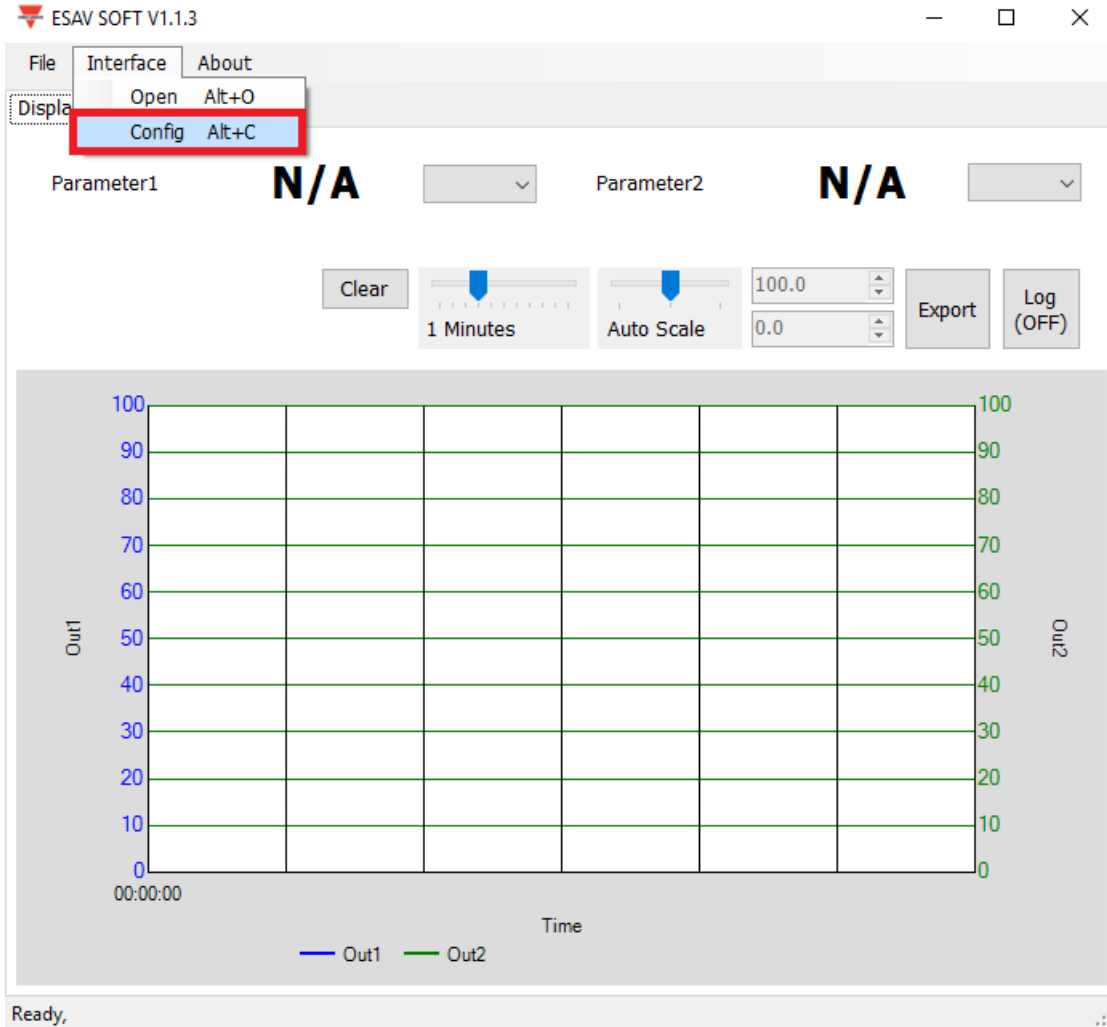 ESAV SOFT V1.1.3
File Interface About
Open Alt+O
Displa
Config Alt+C
Parameter1 N/A Parameter2 N/A
Clear
1 Minutes
Auto Scale
100.0
0.0
Export
Log
(OFF)
100 100
90 90
80 80
70 70
60 60
Out1 50 50 Out2
40 40
30 30
20 20
10 10
0 0
00:00:00
Time
Out1 Out2
Ready,